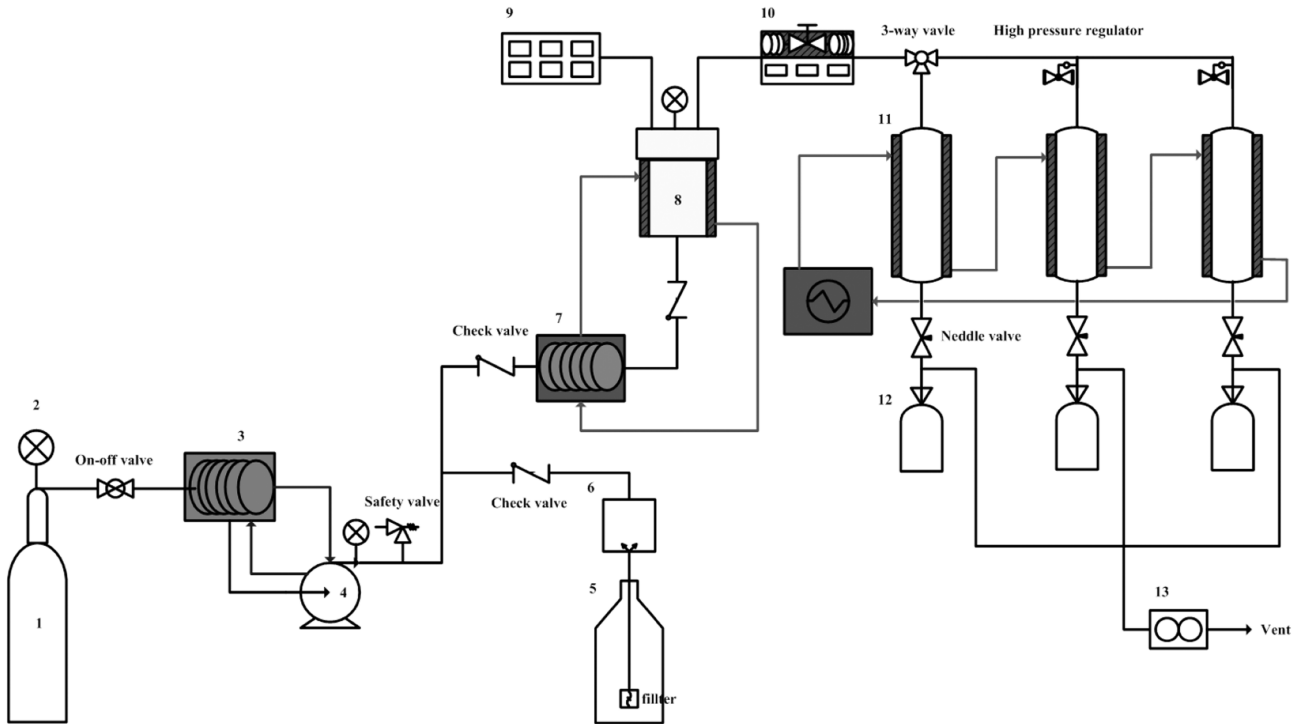 9
10
3-way vavle
High pressure regulator
11
8
7
Check valve
Neddle valve
12
2
3
On-off valve
Safety valve
6
Check valve
4
5
13
1
Vent
fillter